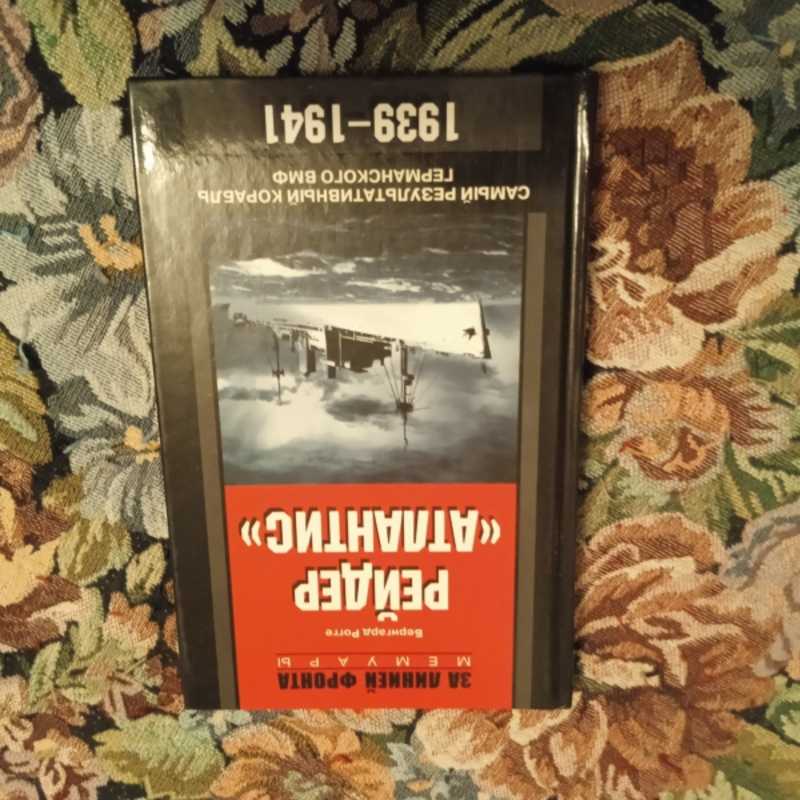 ЗА ЛИНИЕЙ ФРОНТА
МЕМУАРЫ
Бернгард Рогге
РЕЙДЕР
«АТЛАНТИС»
САМЫЙ РЕЗУЛЬТАТИВНЫЙ КОРАБЛЬ
ГЕРМАНСКОГО ВМФ
1939–1941